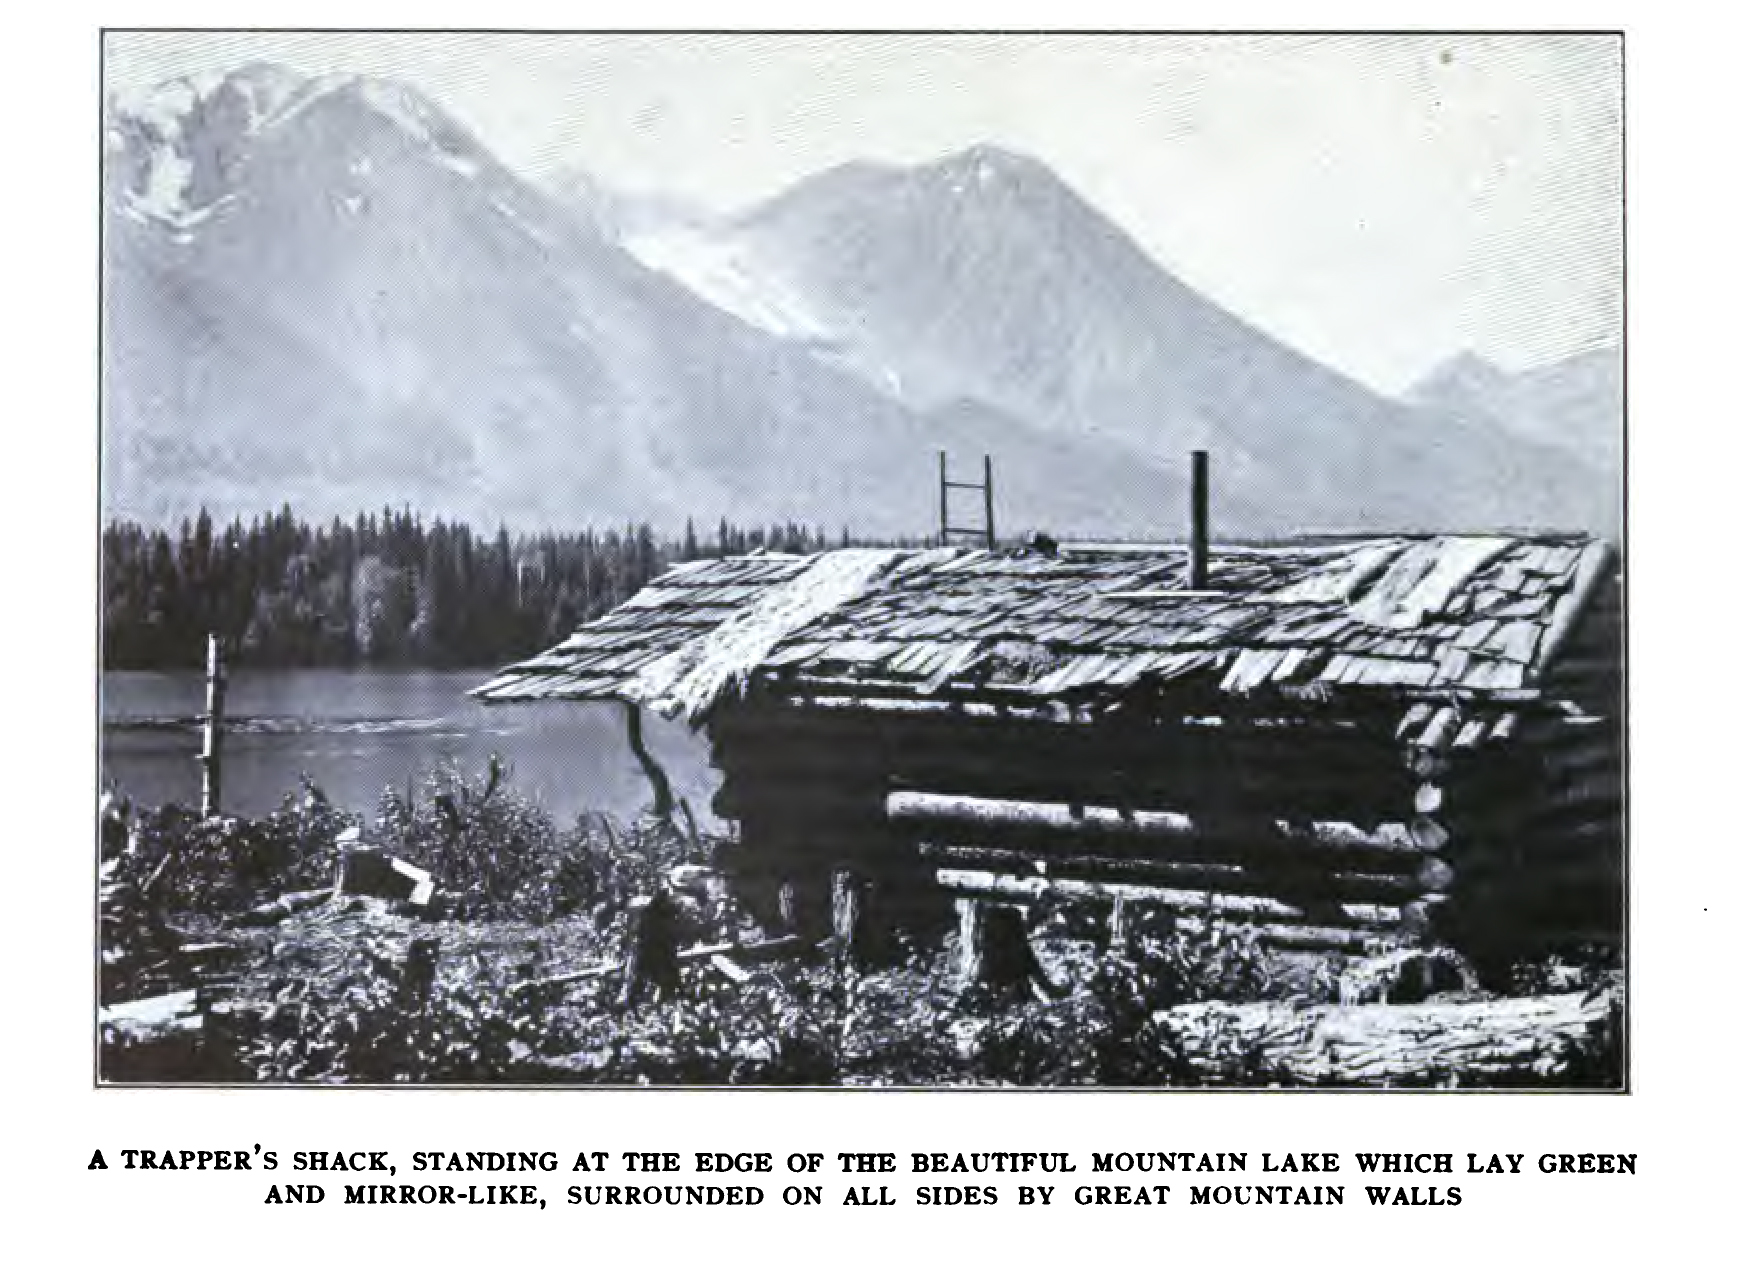 A TRAPPER'S SHACK, STANDING AT THE EDGE OF THE BEAUTIFUL MOUNTAIN LAKE WHICH LAY GREEN
AND MIRROR-LIKE, SURROUNDED ON ALL SIDES BY GREAT MOUNTAIN WALLS